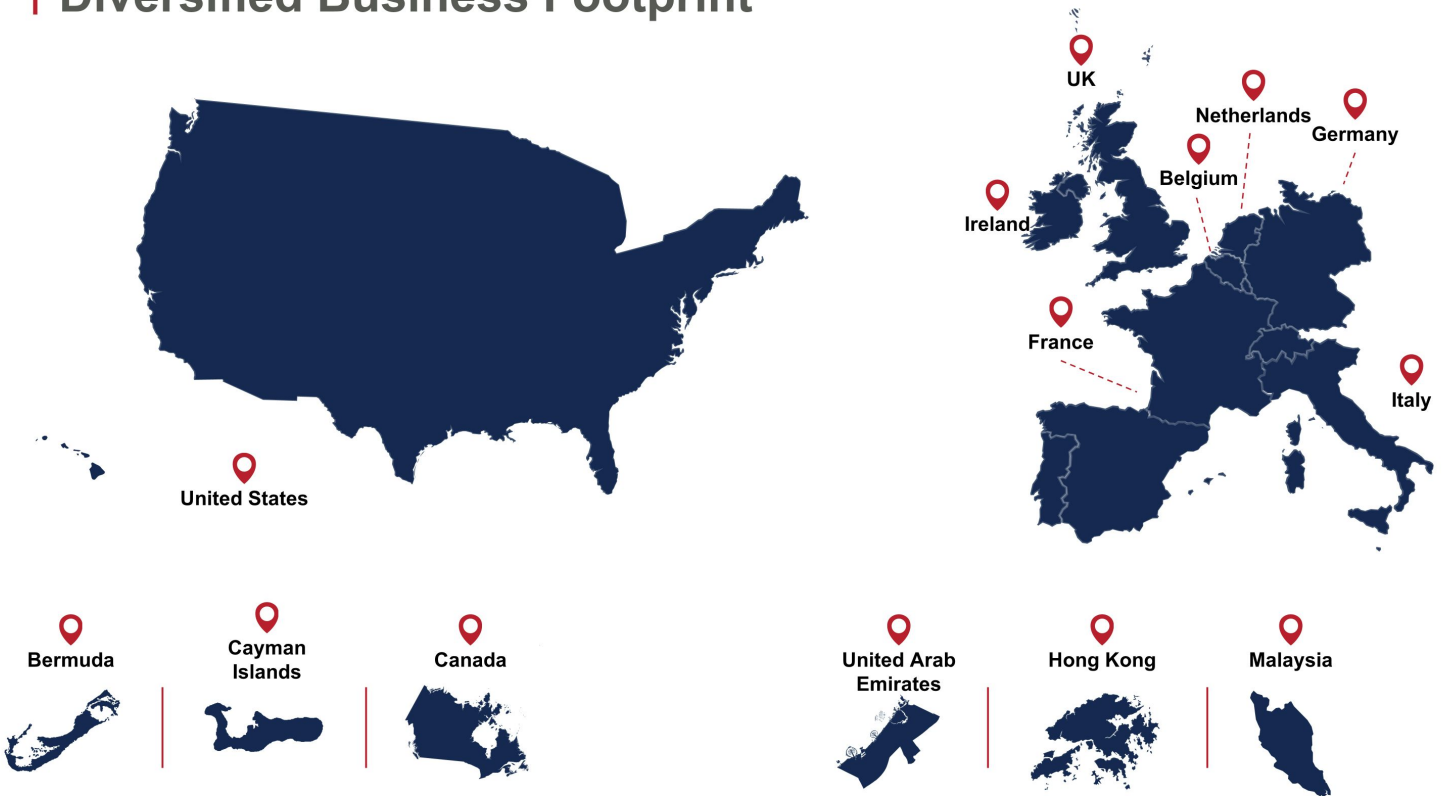 Diversified Business Footprint
UK
Netherlands
Germany
Belgium
Ireland
France
Italy
United States
Bermuda
Cayman
Islands
Canada
United Arab
Emirates
Hong Kong
Malaysia